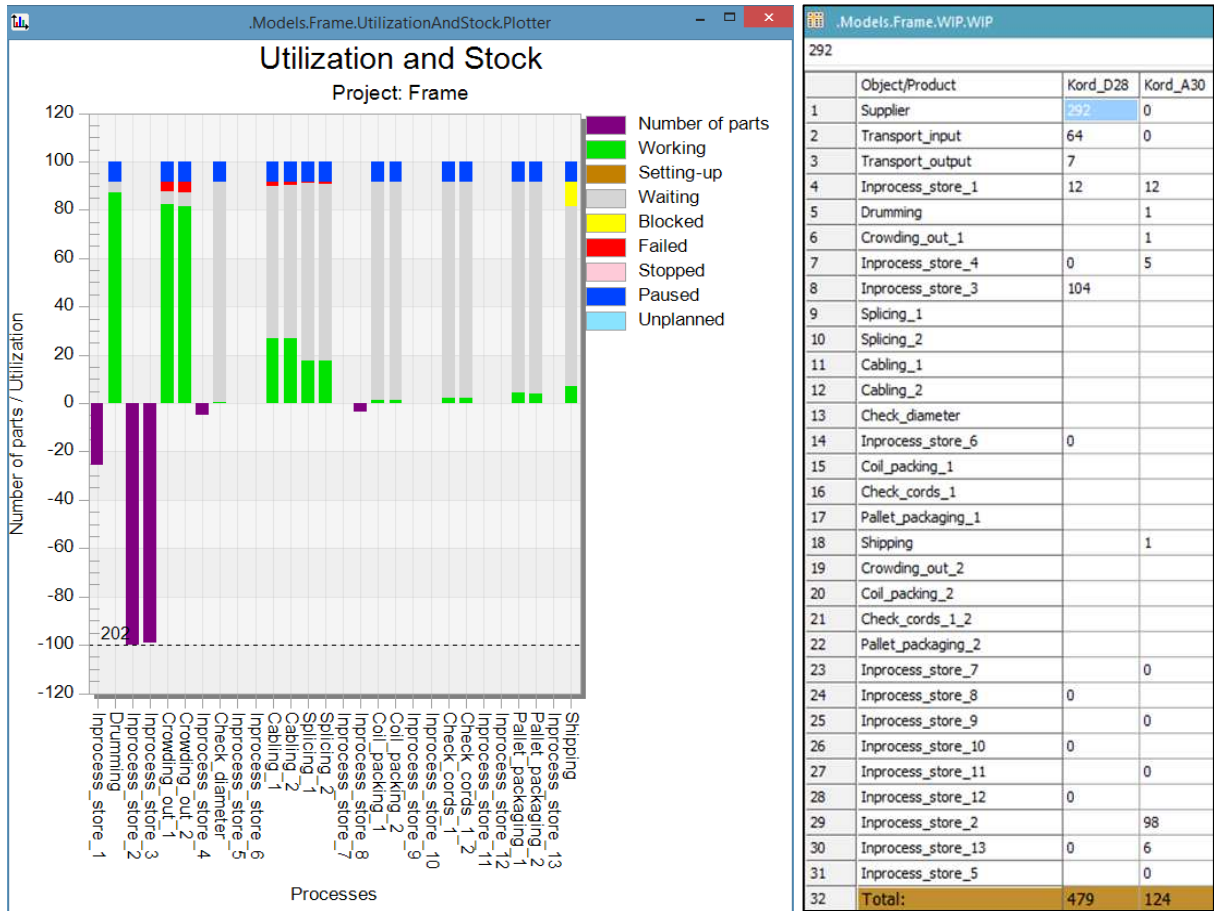 .Models.Frame.UtilizationAndStock.Plotter
Utilization and Stock
Project: Frame
Number of parts / Utilization
120
100
80
60
40
20
0
-20
-40
-60
-80
-100
-120
202
Number of parts
Working
Setting-up
Waiting
Blocked
Failed
Stopped
Paused
Unplanned
Inprocess_store_1
Drumming
Inprocess_store_2
Inprocess_store_3
Crowding_out_1
Crowding_out_2
Inprocess_store_4
Check_diameter
Inprocess_store_5
Inprocess_store_6
Cabling_1
Cabling_2
Splicing_1
Splicing_2
Inprocess_store_7
Inprocess_store_8
Coil_packing_1
Coil_packing_2
Inprocess_store_9
Inprocess_store_10
Check_cords_1
Check_cords_1_2
Inprocess_store_11
Inprocess_store_12
Pallet_packaging_1
Pallet_packaging_2
Inprocess_store_13
Shipping
Processes
.Models.Frame.WIP.WIP
292
Object/Product Kord_D28 Kord_A30
1 Supplier 292 0
2 Transport_input 64 0
3 Transport_output 7
4 Inprocess_store_1 12 12
5 Drumming 1
6 Crowding_out_1 1
7 Inprocess_store_4 0 5
8 Inprocess_store_3 104
9 Splicing_1
10 Splicing_2
11 Cabling_1
12 Cabling_2
13 Check_diameter
14 Inprocess_store_6 0
15 Coil_packing_1
16 Check_cords_1
17 Pallet_packaging_1
18 Shipping 1
19 Crowding_out_2
20 Coil_packing_2
21 Check_cords_1_2
22 Pallet_packaging_2
23 Inprocess_store_7 0
24 Inprocess_store_8 0
25 Inprocess_store_9 0
26 Inprocess_store_10 0
27 Inprocess_store_11 0
28 Inprocess_store_12 0
29 Inprocess_store_2 98
30 Inprocess_store_13 0 6
31 Inprocess_store_5 0
32 Total: 479 124